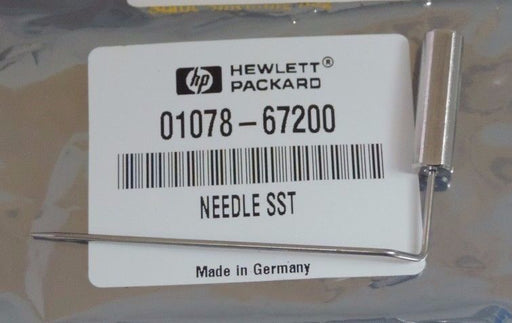 hp HEWLETT®
PACKARD
01078-67200
NEEDLE SST
Made in Germany